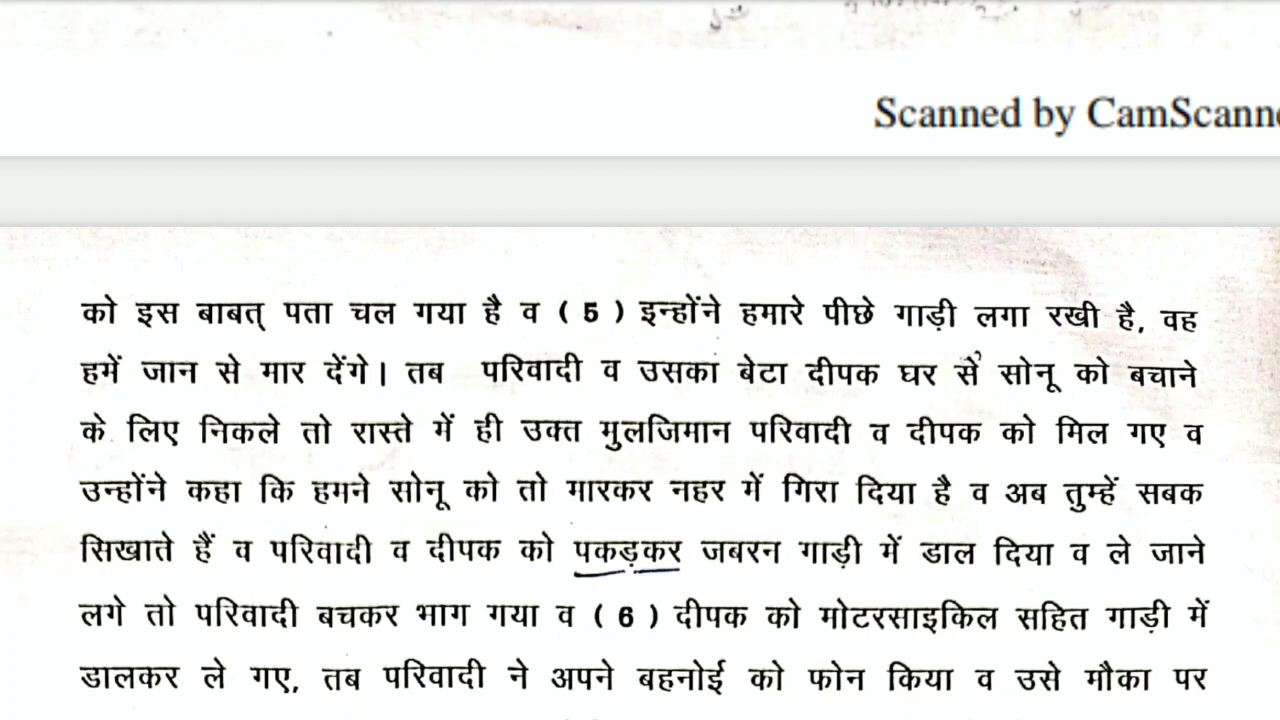 Scanned by CamScanne
को इस बाबत् पता चल गया है व ( 5 ) इन्होंने हमारे पीछे गाड़ी लगा रखी है, वह
हमें जान से मार देंगे। तब परिवादी व उसका बेटा दीपक घर से सोनू को बचाने
के लिए निकले तो रास्ते में ही उक्त मुलजिमान परिवादी व दीपक को मिल गए व
उन्होंने कहा कि हमने सोनू को तो मारकर नहर में गिरा दिया है व अब तुम्हें सबक
सिखाते हैं व परिवादी व दीपक को पकड़कर जबरन गाड़ी में डाल दिया व ले जाने
लगे तो परिवादी बचकर भाग गया व ( 6 ) दीपक को मोटरसाइकिल सहित गाड़ी में
डालकर ले गए, तब परिवादी ने अपने बहनोई को फोन किया व उसे मौका पर